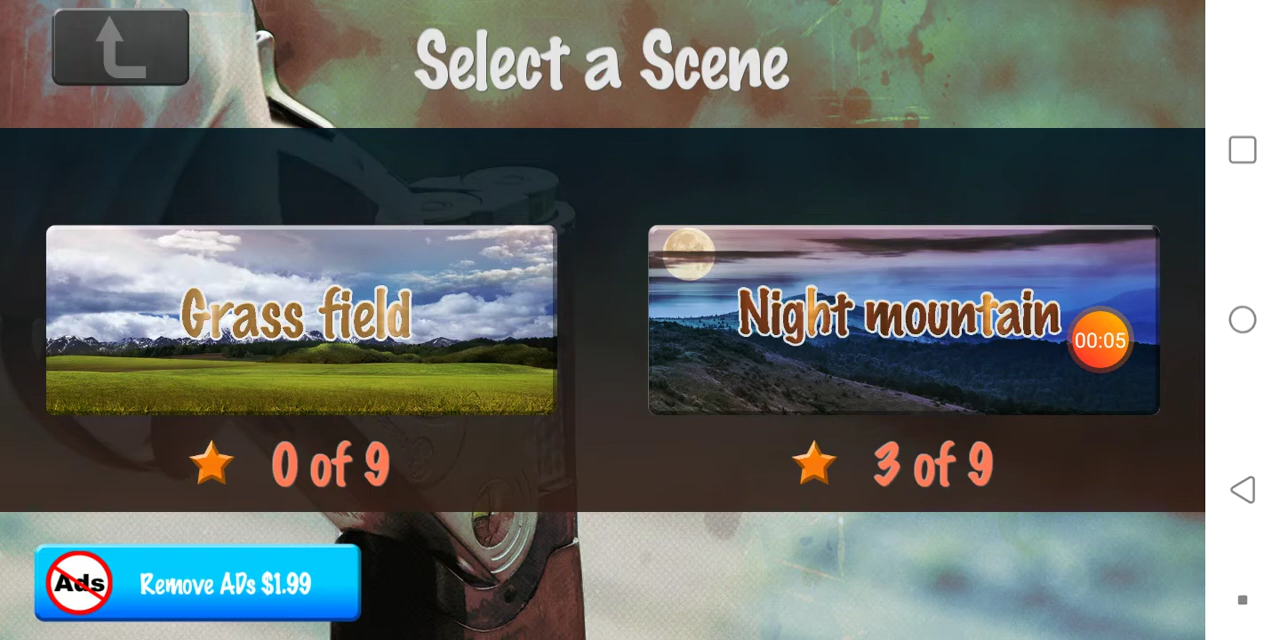 Select a Scene
Grass field
Night mountain
00:05
0 of 9
3 of 9
Ads
Remove ADs $1.99